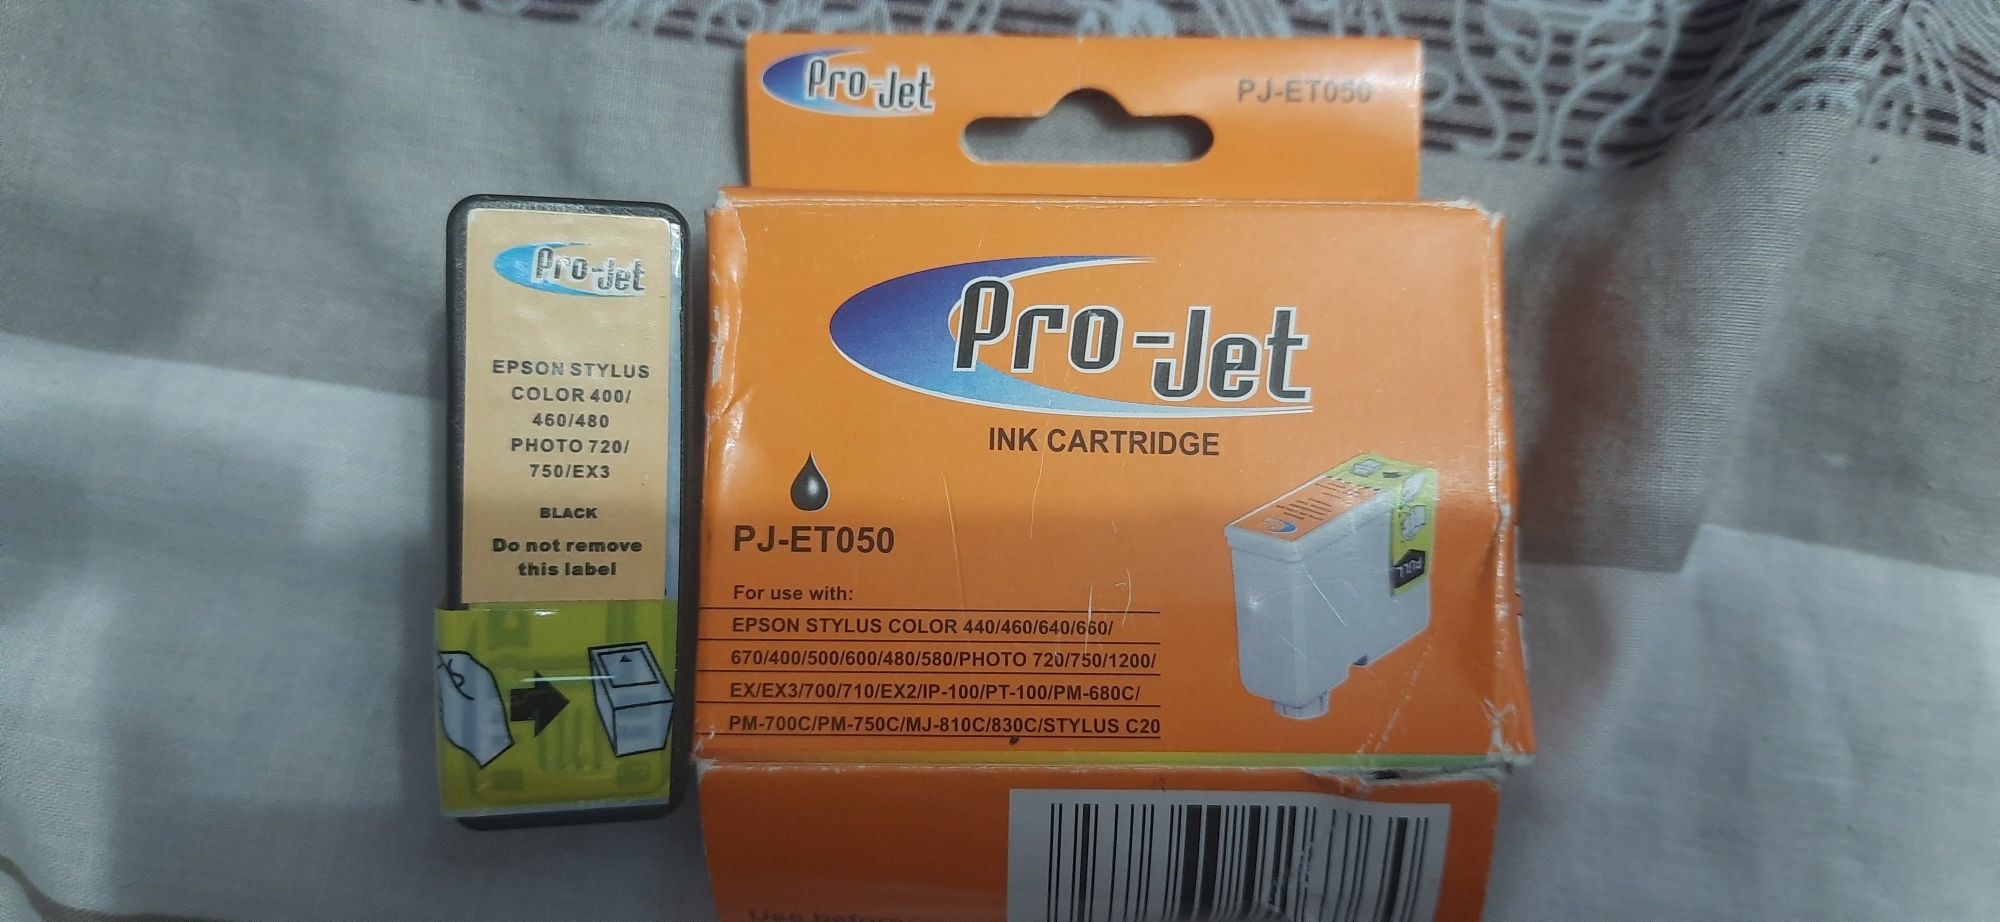 Pro-Jet
PJ-ET050
Pro-Jet
EPSON STYLUS
COLOR 400/
460/480
PHOTO 720/
750/EX3
BLACK
Do not remove
this label
Pro-Jet
INK CARTRIDGE
PJ-ET050
For use with:
EPSON STYLUS COLOR 440/460/640/660/
670/400/500/600/480/580/PHOTO 720/750/1200/
EX/EX3/700/710/EX2/IP-100/PT-100/PM-680C/
PM-700C/PM-750C/MJ-810C/830C/STYLUS C20
PULL
Use before